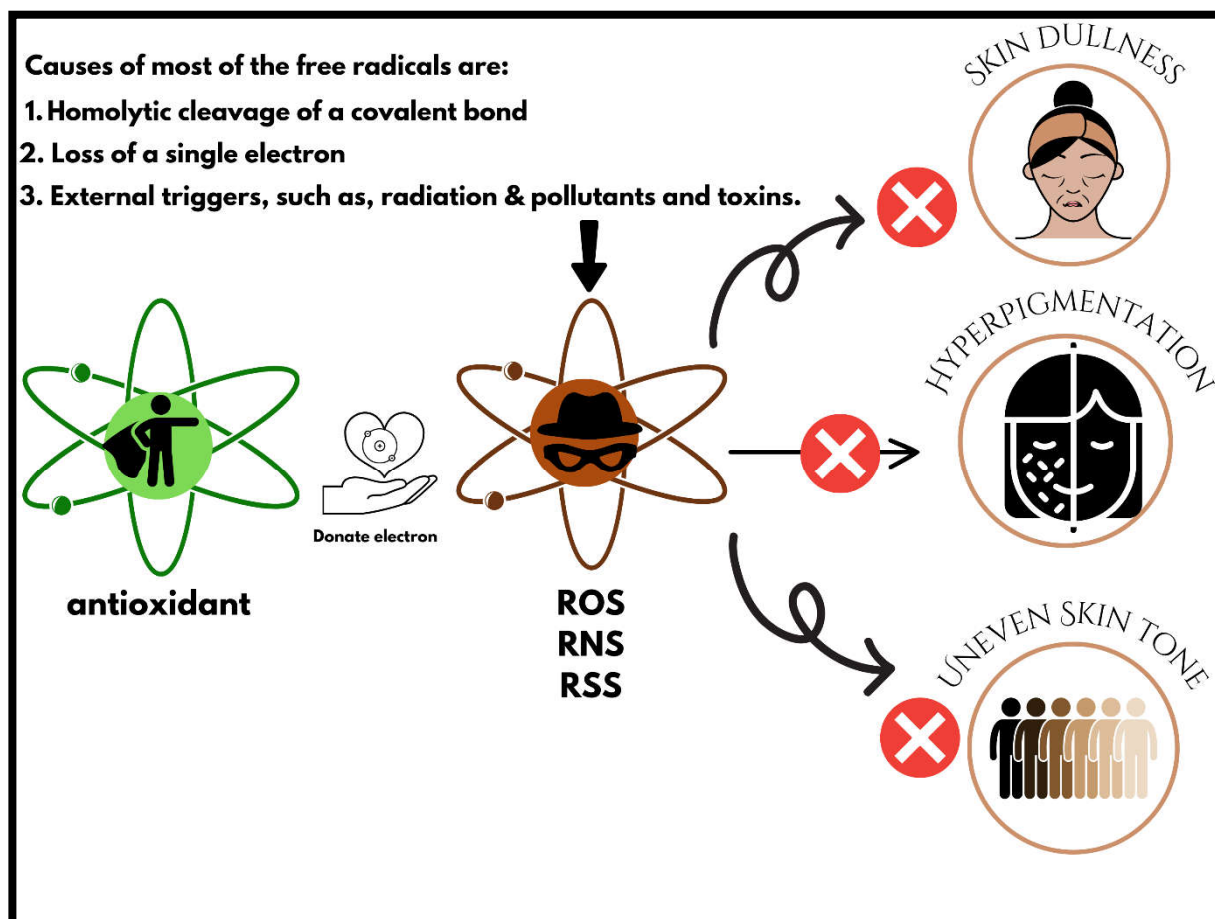 Causes of most of the free radicals are:
1. Homolytic cleavage of a covalent bond
2. Loss of a single electron
3. External triggers, such as, radiation & pollutants and toxins.
SKIN DULLNESS
HYPERPIGMENTATION
Donate electron
antioxidant
ROS
RNS
RSS
UNEVEN SKIN TONE